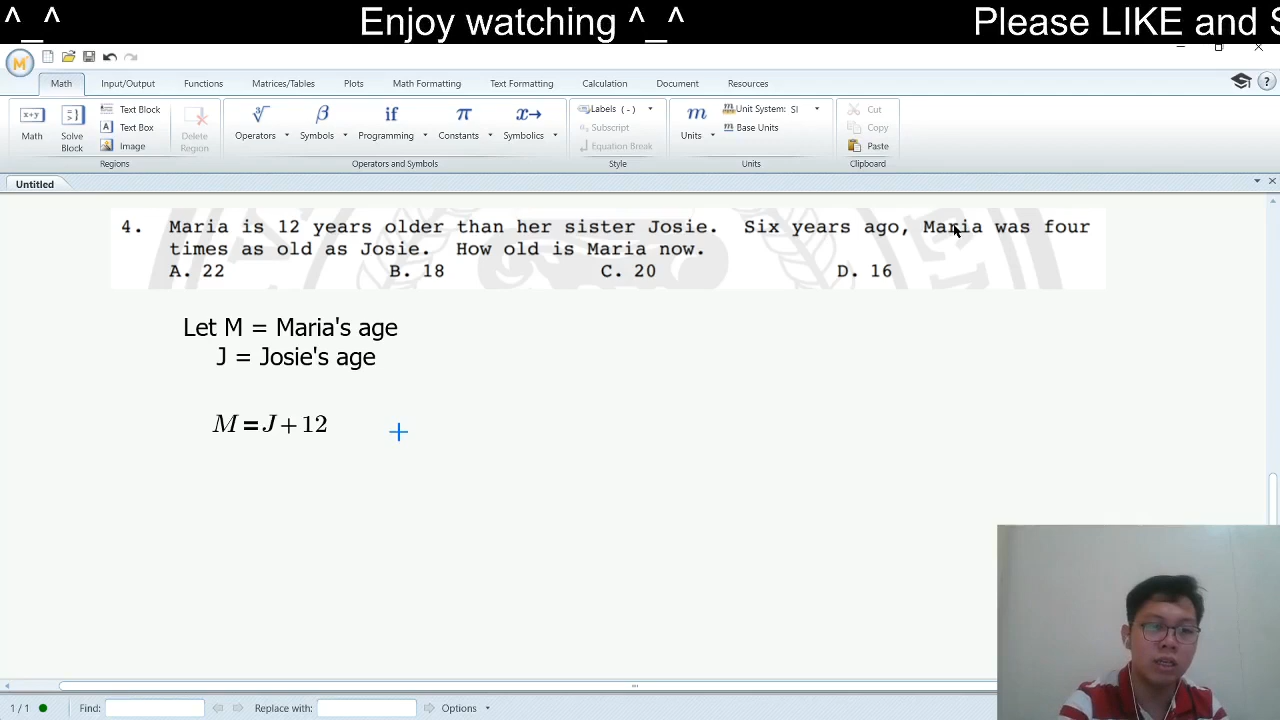 ^_^ Enjoy watching ^_^ Please LIKE and S
Math Input/Output Functions Matrices/Tables Plots Math Formatting Text Formatting Calculation Document Resources
Math
Solve Block
Text Block
Text Box
Image
Delete Region
Regions
Operators
Symbols
Programming
Constants
Symbolics
Operators and Symbols
Labels (-)
Subscript
Equation Break
Style
Units
Unit System: SI
Base Units
Units
Cut
Copy
Paste
Clipboard
Untitled
4. Maria is 12 years older than her sister Josie. Six years ago, Maria was four
times as old as Josie. How old is Maria now.
A. 22 B. 18 C. 20 D. 16
Let M = Maria's age
J = Josie's age
M = J + 12
1 / 1 Find: Replace with: Options